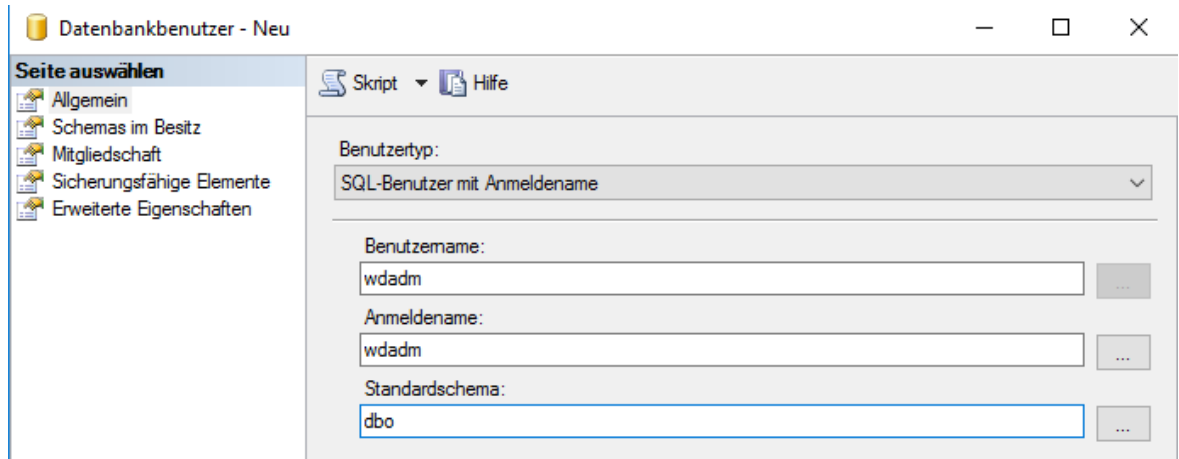 Datenbankbenutzer - Neu
Seite auswählen
Allgemein
Schemas im Besitz
Mitgliedschaft
Sicherungsfähige Elemente
Erweiterte Eigenschaften
Skript
Hilfe
Benutzertyp:
SQL-Benutzer mit Anmeldename
Benutzername:
wdadm
...
Anmeldename:
wdadm
...
Standardschema:
dbo
...